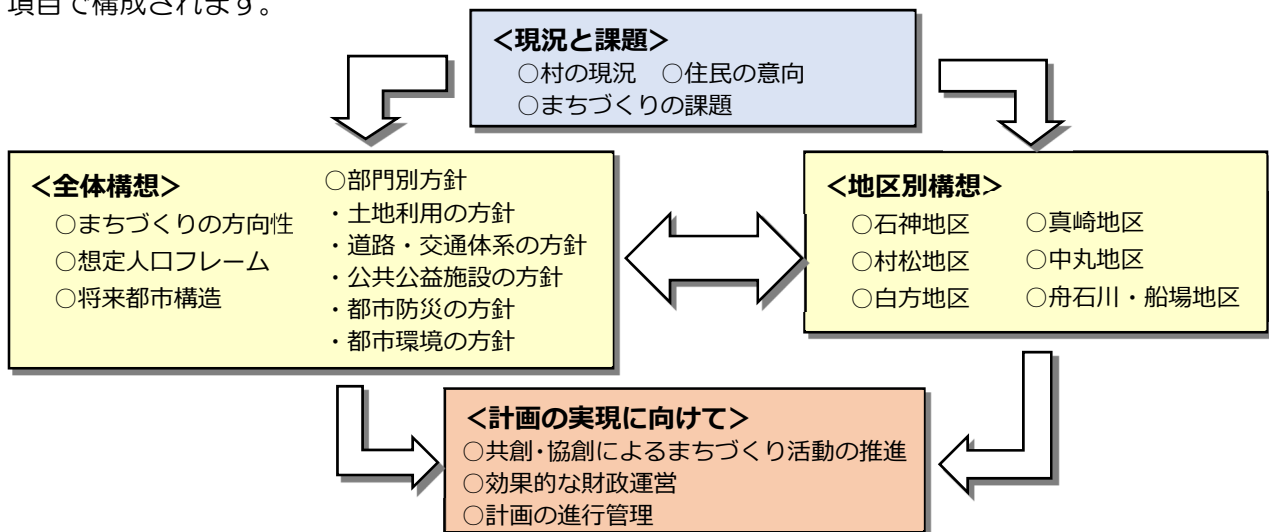 項目で構成されます。
<現況と課題>
○村の現況　○住民の意向
○まちづくりの課題
<全体構想>
○まちづくりの方向性
○想定人口フレーム
○将来都市構造
○部門別方針
・土地利用の方針
・道路・交通体系の方針
・公共公益施設の方針
・都市防災の方針
・都市環境の方針
<地区別構想>
○石神地区　○真崎地区
○村松地区　○中丸地区
○白方地区　○舟石川・船場地区
<計画の実現に向けて>
○共創・協創によるまちづくり活動の推進
○効果的な財政運営
○計画の進行管理